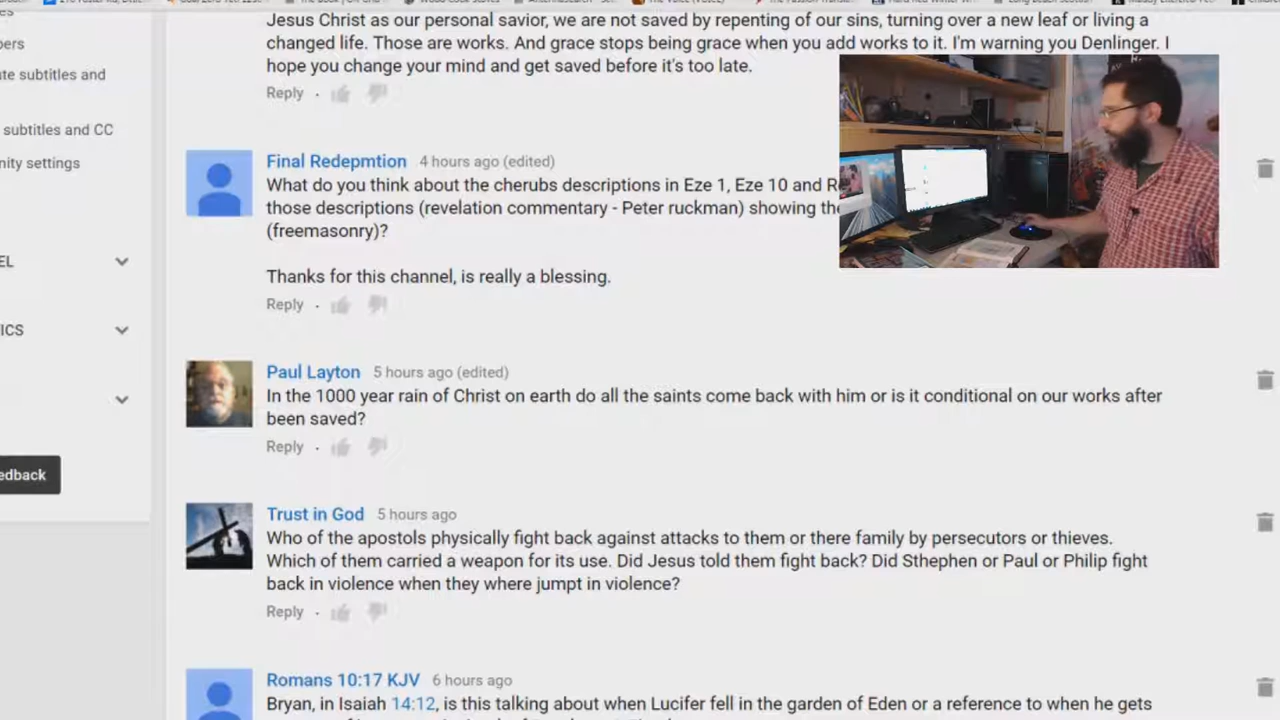 Jesus Christ as our personal savior, we are not saved by repenting of our sins, turning over a new leaf or living a
changed life. Those are works. And grace stops being grace when you add works to it. I'm warning you Denlinger. I
hope you change your mind and get saved before it's too late.
Reply
bers
ate subtitles and
subtitles and CC
nity settings
EL
ICS
edback
Final Redepmtion 4 hours ago (edited)
What do you think about the cherubs descriptions in Eze 1, Eze 10 and R
those descriptions (revelation commentary - Peter ruckman) showing the
(freemasonry)?
Thanks for this channel, is really a blessing.
Reply
Paul Layton 5 hours ago (edited)
In the 1000 year rain of Christ on earth do all the saints come back with him or is it conditional on our works after
been saved?
Reply
Trust in God 5 hours ago
Who of the apostols physically fight back against attacks to them or there family by persecutors or thieves.
Which of them carried a weapon for its use. Did Jesus told them fight back? Did Sthephen or Paul or Philip fight
back in violence when they where jumpt in violence?
Reply
Romans 10:17 KJV 6 hours ago
Bryan, in Isaiah 14:12, is this talking about when Lucifer fell in the garden of Eden or a reference to when he gets